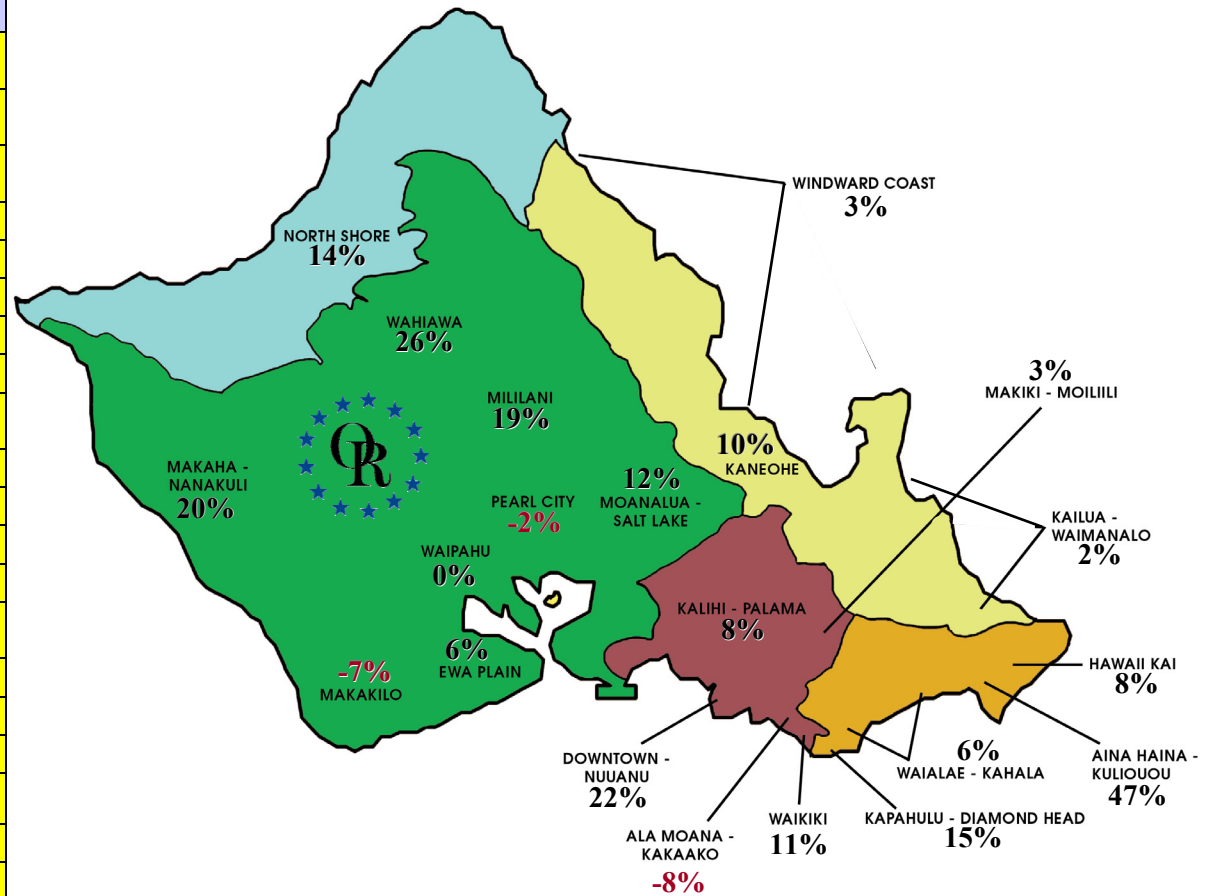 WINDWARD COAST
3%
NORTH SHORE
14%
WAHIAWA
26%
3%
MAKIKI - MOILIILI
MILILANI
19%
10%
KANEOHE
MAKAHA -
NANAKULI
20%
OR
12%
MOANALUA -
SALT LAKE
PEARL CITY
-2%
KAILUA -
WAIMANALO
2%
WAIPAHU
0%
KALIHI - PALAMA
8%
6%
EWA PLAIN
-7%
MAKAKILO
HAWAII KAI
8%
DOWNTOWN -
NUUANU
22%
6%
WAIALAE - KAHALA
AINA HAINA -
KULIOUOU
47%
WAIKIKI
11%
KAPAHULU - DIAMOND HEAD
15%
ALA MOANA -
KAKAAKO
-8%